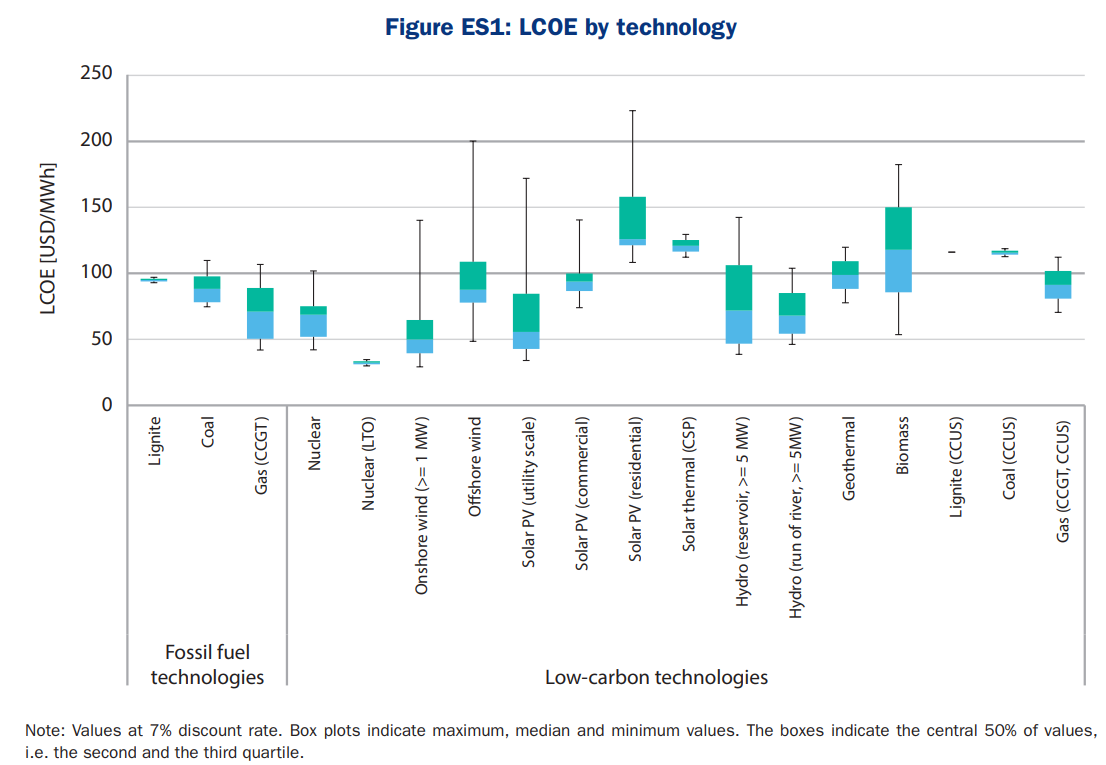 Figure ES1: LCOE by technology
LCOE [USD/MWh]
250
200
150
100
50
0
Lignite
Coal
Gas (CCGT)
Nuclear
Nuclear (LTO)
Onshore wind (>= 1 MW)
Offshore wind
Solar PV (utility scale)
Solar PV (commercial)
Solar PV (residential)
Solar thermal (CSP)
Hydro (reservoir, >= 5 MW)
Hydro (run of river, >= 5MW)
Geothermal
Biomass
Lignite (CCUS)
Coal (CCUS)
Gas (CCGT, CCUS)
Fossil fuel
technologies
Low-carbon technologies
Note: Values at 7% discount rate. Box plots indicate maximum, median and minimum values. The boxes indicate the central 50% of values,
i.e. the second and the third quartile.